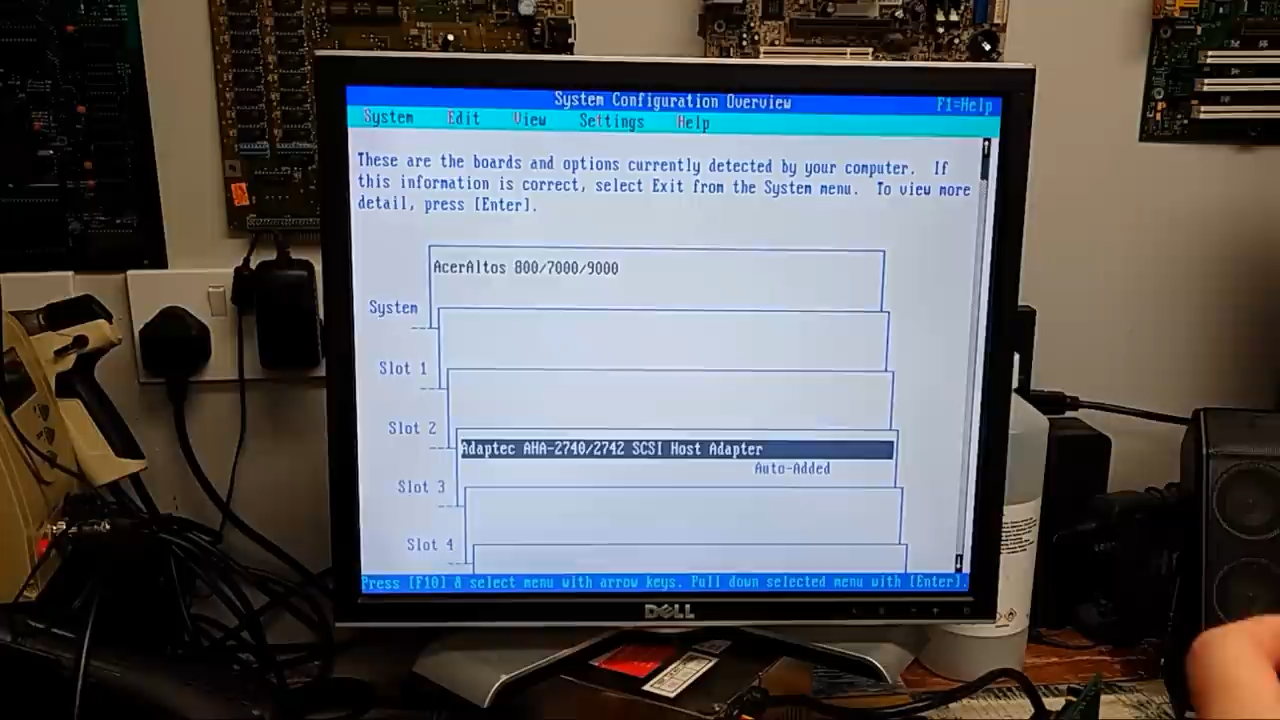 System Configuration Overview F1=Help
System Edit View Settings Help
These are the boards and options currently detected by your computer. If
this information is correct, select Exit from the System menu. To view more
detail, press [Enter].
AcerAltos 800/7000/9000
System
Slot 1
Slot 2
Adaptec AHA-2740/2742 SCSI Host Adapter
Auto-Added
Slot 3
Slot 4
Press [F10] & select menu with arrow keys. Pull down selected menu with [Enter].
DELL